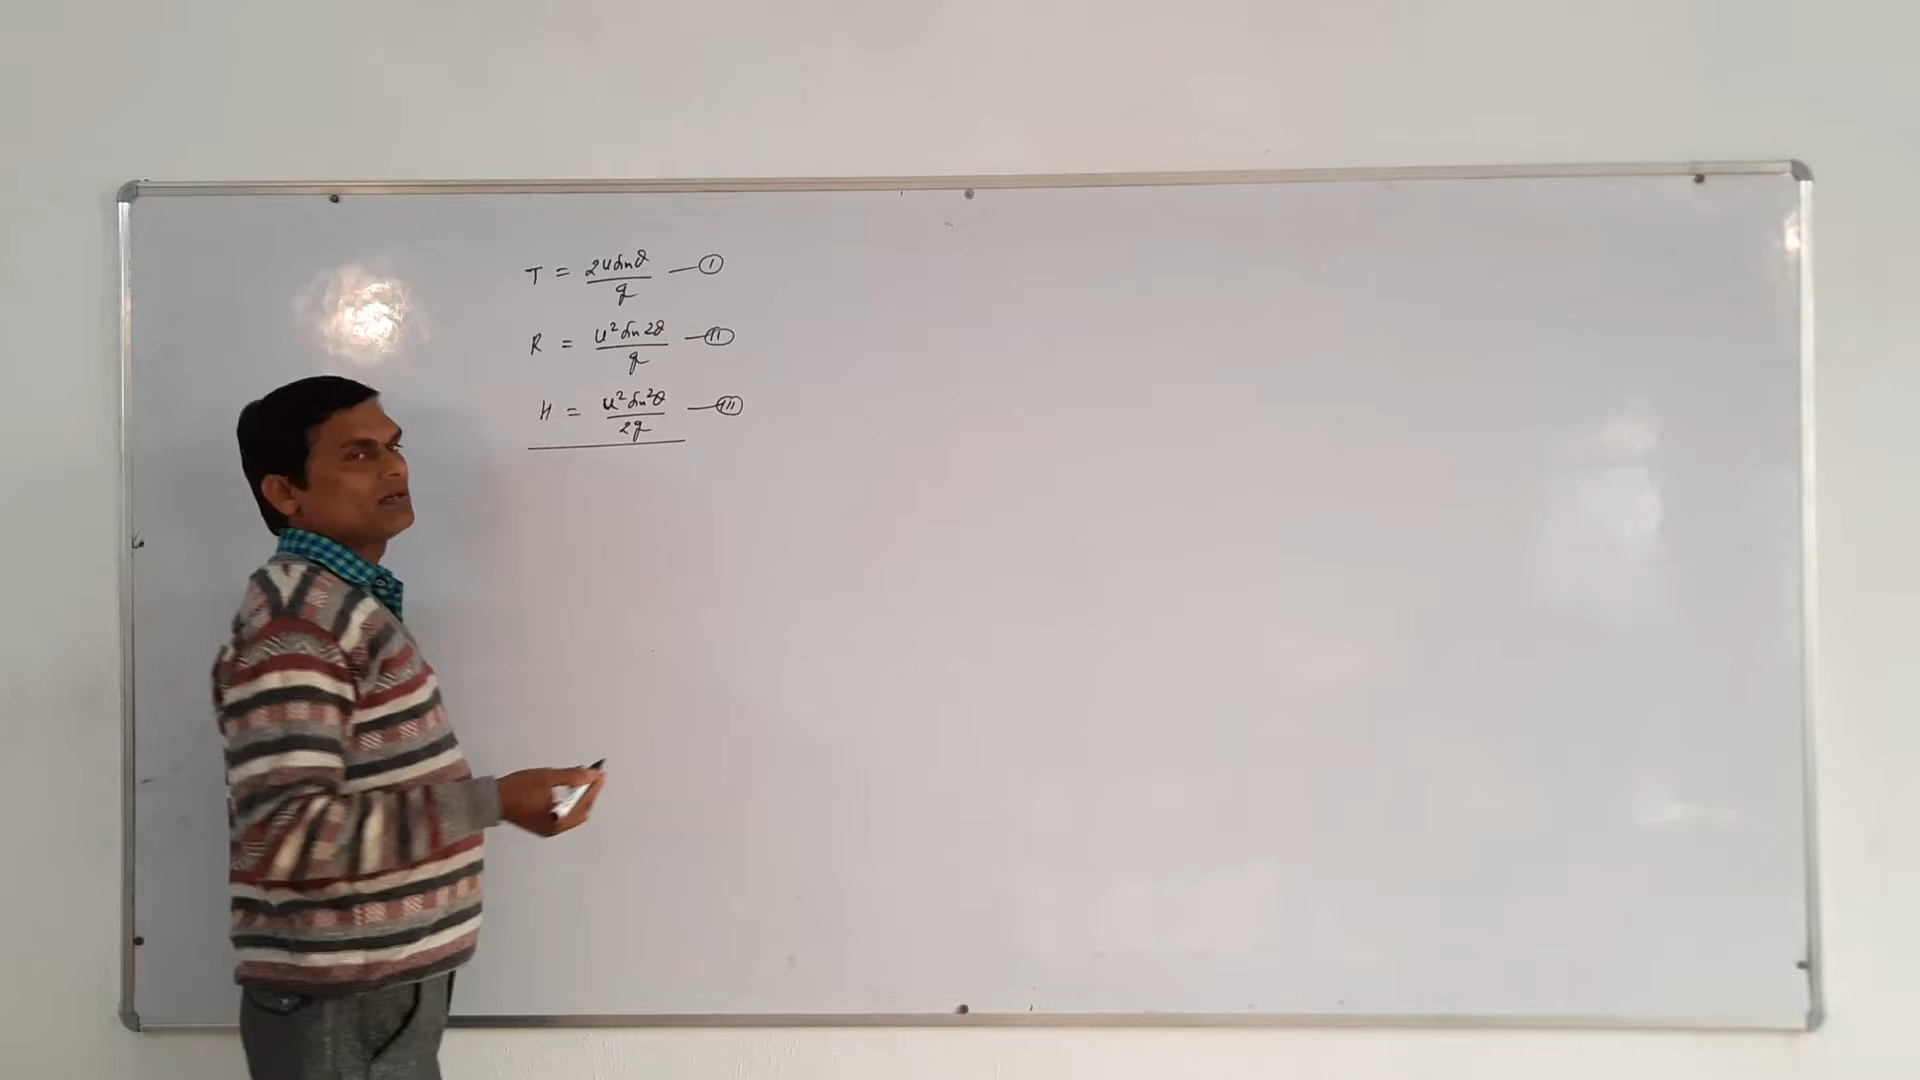 T = 2u sinθ / g — (I)
R = u² sin2θ / g — (II)
H = u² sin²θ / 2g — (III)